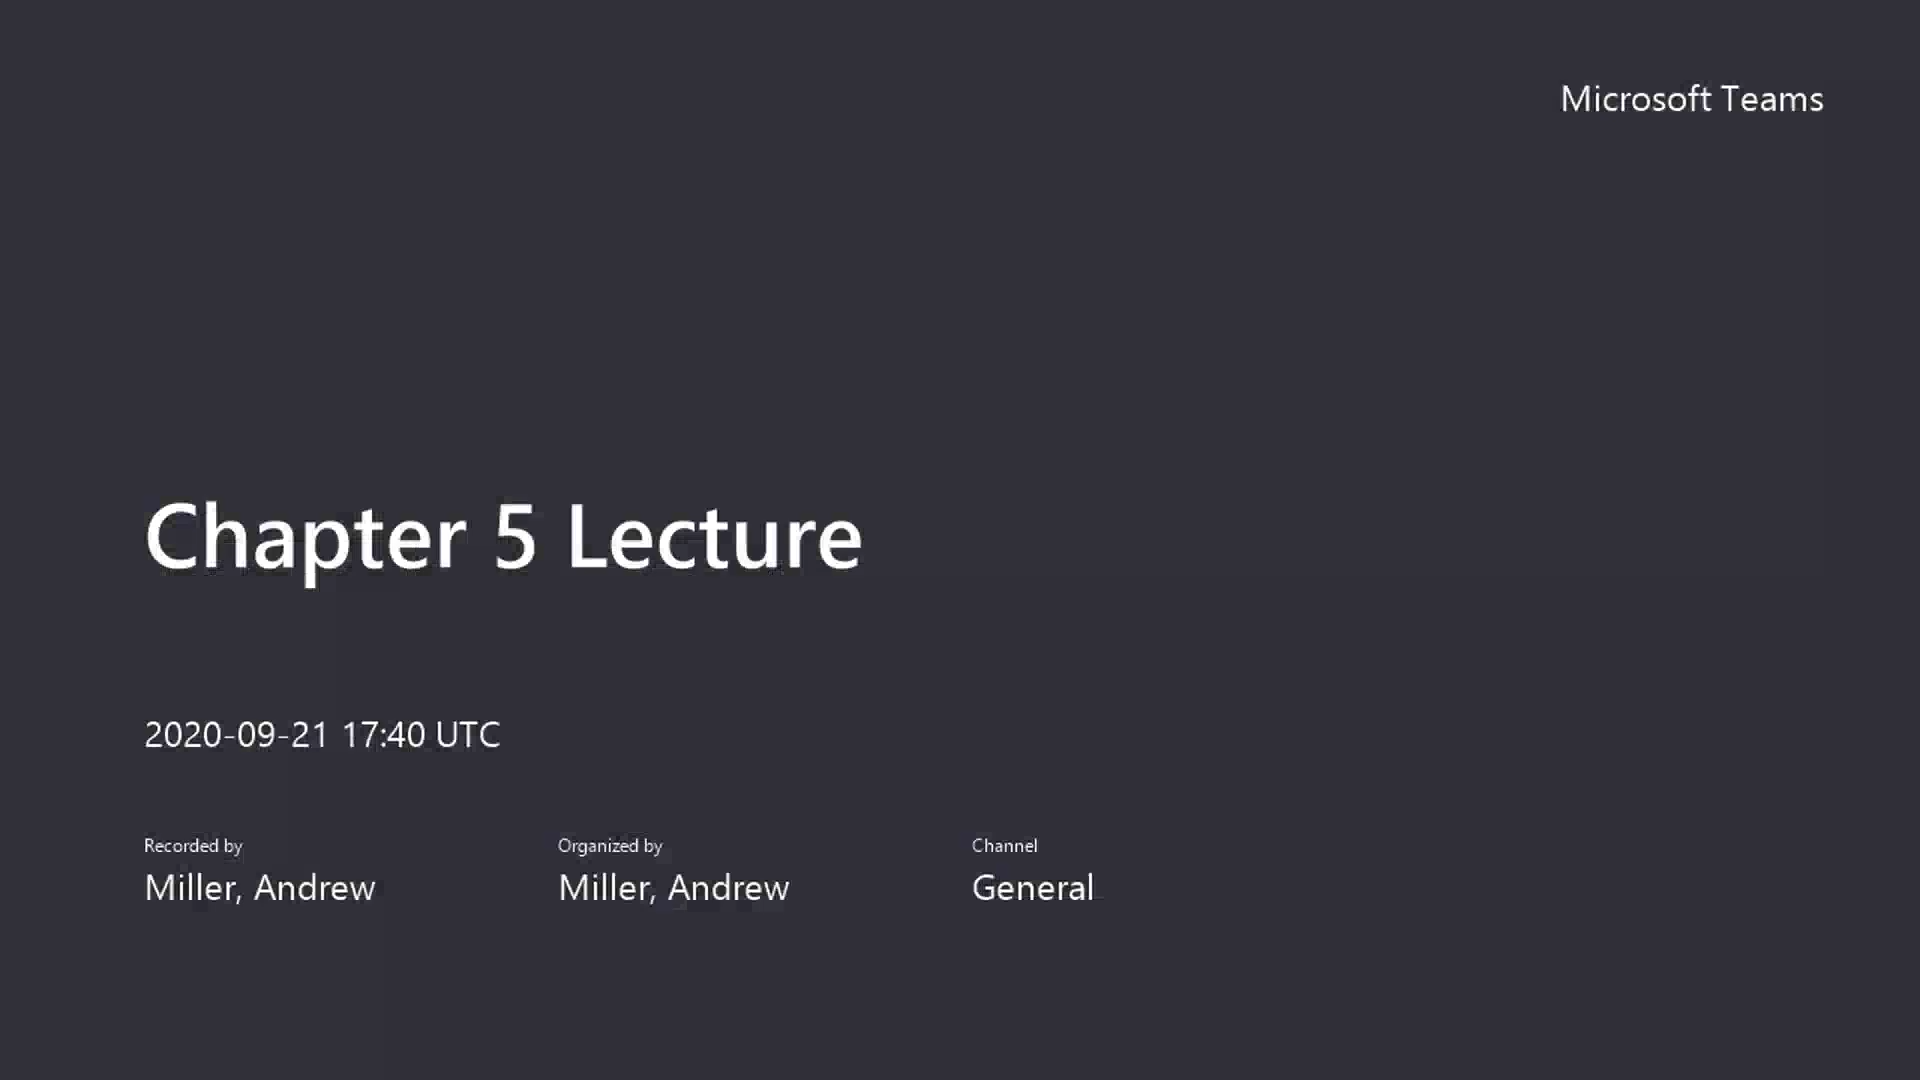 Microsoft Teams
Chapter 5 Lecture
2020-09-21 17:40 UTC
Recorded by
Miller, Andrew
Organized by
Miller, Andrew
Channel
General